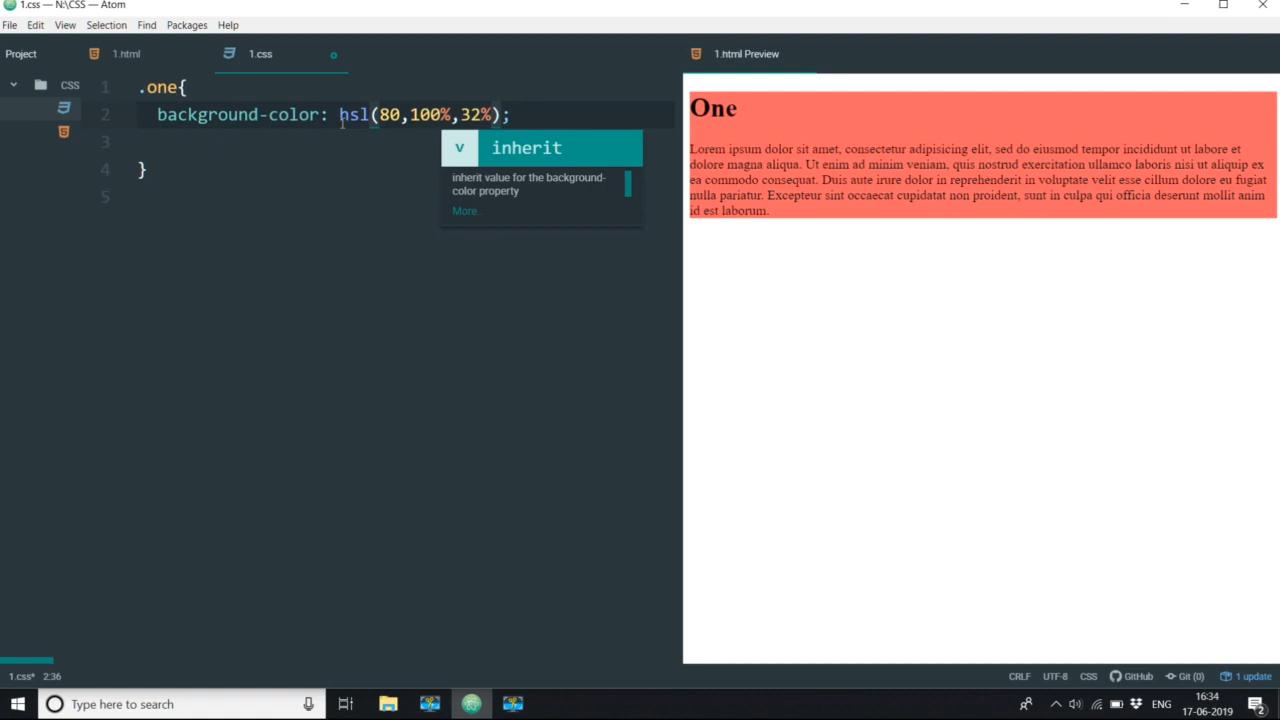 1.css — N:\CSS — Atom
File Edit View Selection Find Packages Help
Project
1.html
1.css
1.html Preview
CSS
1 .one{
2 background-color: hsl(80,100%,32%);
3
4 }
5
v inherit
inherit value for the background-
color property
More..
One
Lorem ipsum dolor sit amet, consectetur adipisicing elit, sed do eiusmod tempor incididunt ut labore et
dolore magna aliqua. Ut enim ad minim veniam, quis nostrud exercitation ullamco laboris nisi ut aliquip ex
ea commodo consequat. Duis aute irure dolor in reprehenderit in voluptate velit esse cillum dolore eu fugiat
nulla pariatur. Excepteur sint occaecat cupidatat non proident, sunt in culpa qui officia deserunt mollit anim
id est laborum.
1.css* 2:36
CRLF UTF-8 CSS GitHub Git (0) 1 update
Type here to search
ENG
16:34
17-06-2019
2